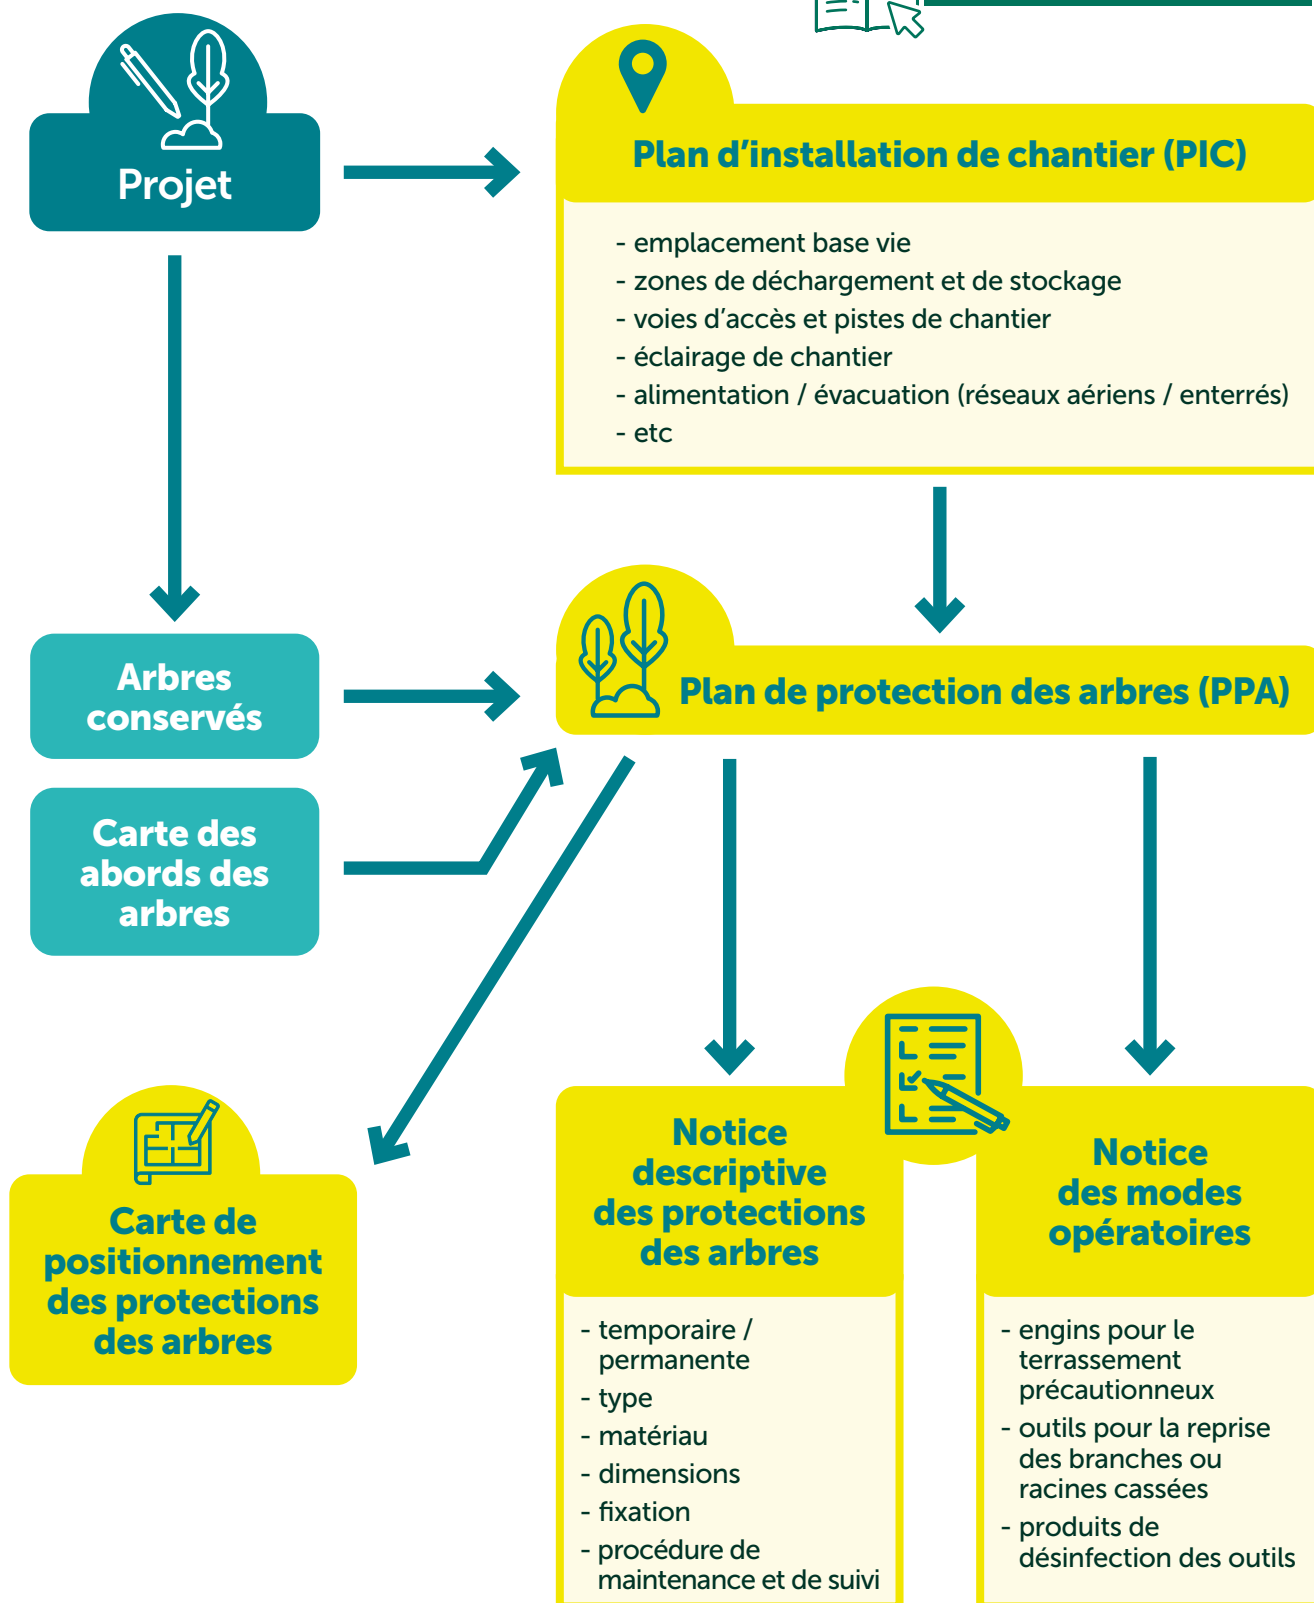 Projet
Plan d’installation de chantier (PIC)
- emplacement base vie
- zones de déchargement et de stockage
- voies d’accès et pistes de chantier
- éclairage de chantier
- alimentation / évacuation (réseaux aériens / enterrés)
- etc
Arbres
conservés
Plan de protection des arbres (PPA)
Carte des
abords des
arbres
Carte de
positionnement
des protections
des arbres
Notice
descriptive
des protections
des arbres
- temporaire /
permanente
- type
- matériau
- dimensions
- fixation
- procédure de
maintenance et de suivi
Notice
des modes
opératoires
- engins pour le
terrassement
précautionneux
- outils pour la reprise
des branches ou
racines cassées
- produits de
désinfection des outils